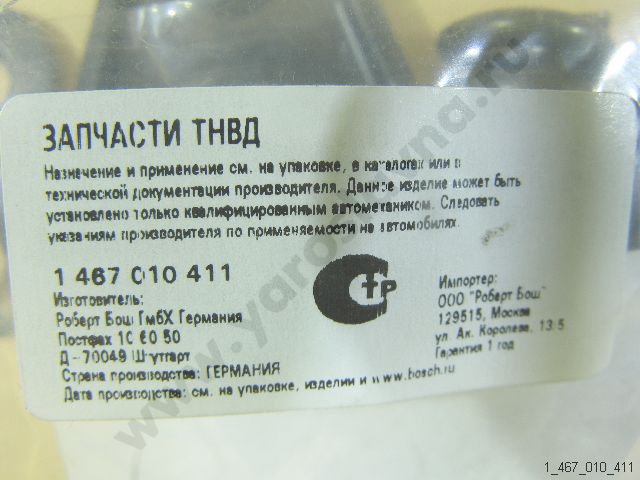 ЗАПЧАСТИ ТНВД
Назначение и применение см. на упаковке, в каталогах или в
технической документации производителя. Данное изделие может быть
установлено только квалифицированным автомехаником. Следовать
указаниям производителя по применяемости на автомобилях.
1 467 010 411
Изготовитель:
Роберт Бош ГмбХ Германия
Постфах 10 60 50
Д - 70049 Штутгарт
Страна производства: ГЕРМАНИЯ
Дата производства: см. на упаковке, изделии и www.bosch.ru
СТР
Импортер:
ООО "Роберт Бош"
129515, Москва
ул. Ак. Королева, 13 5
Гарантия 1 год
1_467_010_411